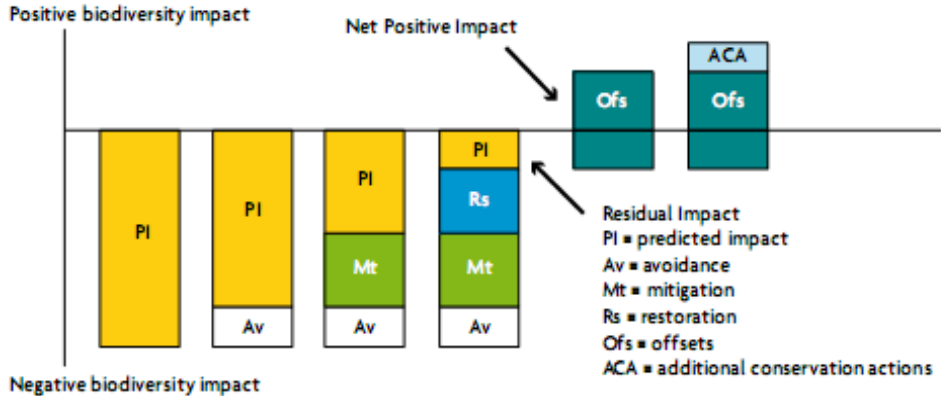 Positive biodiversity impact
Net Positive Impact
ACA
Ofs
Ofs
PI
PI
PI
PI
Rs
Mt
Mt
Av
Av
Av
Residual Impact
PI = predicted impact
Av = avoidance
Mt = mitigation
Rs = restoration
Ofs = offsets
ACA = additional conservation actions
Negative biodiversity impact